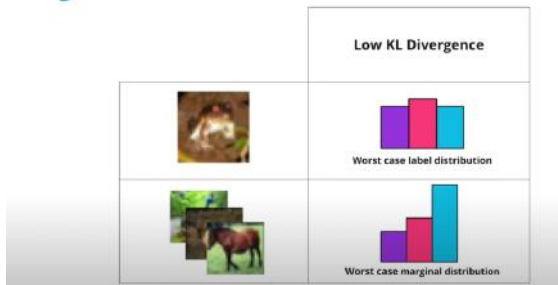 Low KL Divergence
Worst case label distribution
Worst case marginal distribution